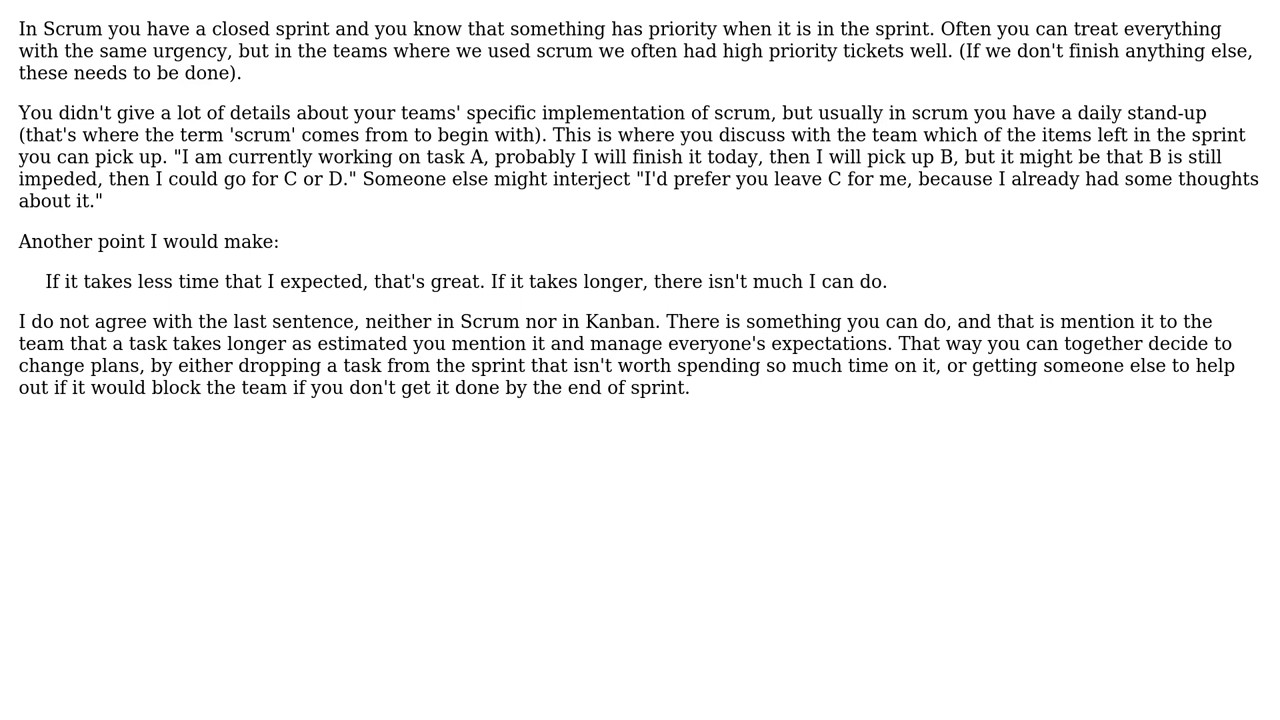 In Scrum you have a closed sprint and you know that something has priority when it is in the sprint. Often you can treat everything
with the same urgency, but in the teams where we used scrum we often had high priority tickets well. (If we don't finish anything else,
these needs to be done).
You didn't give a lot of details about your teams' specific implementation of scrum, but usually in scrum you have a daily stand-up
(that's where the term 'scrum' comes from to begin with). This is where you discuss with the team which of the items left in the sprint
you can pick up. "I am currently working on task A, probably I will finish it today, then I will pick up B, but it might be that B is still
impeded, then I could go for C or D." Someone else might interject "I'd prefer you leave C for me, because I already had some thoughts
about it."
Another point I would make:
If it takes less time that I expected, that's great. If it takes longer, there isn't much I can do.
I do not agree with the last sentence, neither in Scrum nor in Kanban. There is something you can do, and that is mention it to the
team that a task takes longer as estimated you mention it and manage everyone's expectations. That way you can together decide to
change plans, by either dropping a task from the sprint that isn't worth spending so much time on it, or getting someone else to help
out if it would block the team if you don't get it done by the end of sprint.